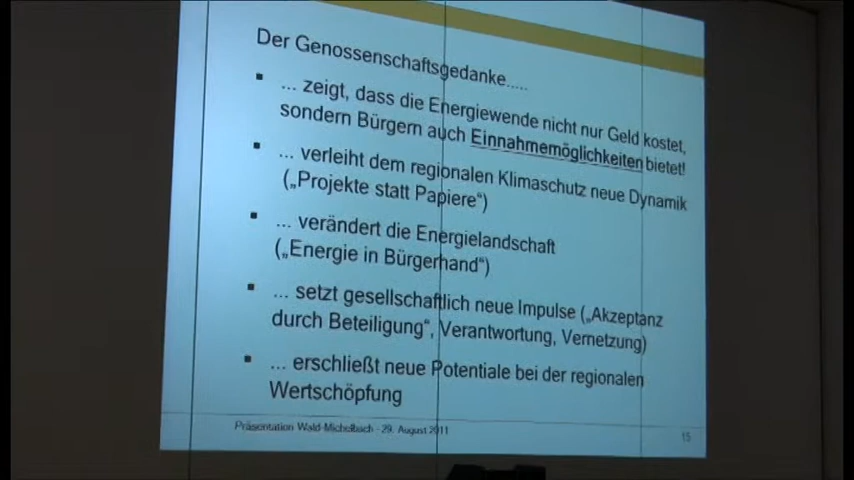 Der Genossenschaftsgedanke.....
▪ ... zeigt, dass die Energiewende nicht nur Geld kostet,
sondern Bürgern auch Einnahmemöglichkeiten bietet!
▪ ... verleiht dem regionalen Klimaschutz neue Dynamik
(„Projekte statt Papiere“)
▪ ... verändert die Energielandschaft
(„Energie in Bürgerhand“)
▪ ... setzt gesellschaftlich neue Impulse („Akzeptanz
durch Beteiligung“, Verantwortung, Vernetzung)
▪ ... erschließt neue Potentiale bei der regionalen
Wertschöpfung
Präsentation Wald-Michelbach - 29. August 2011
15